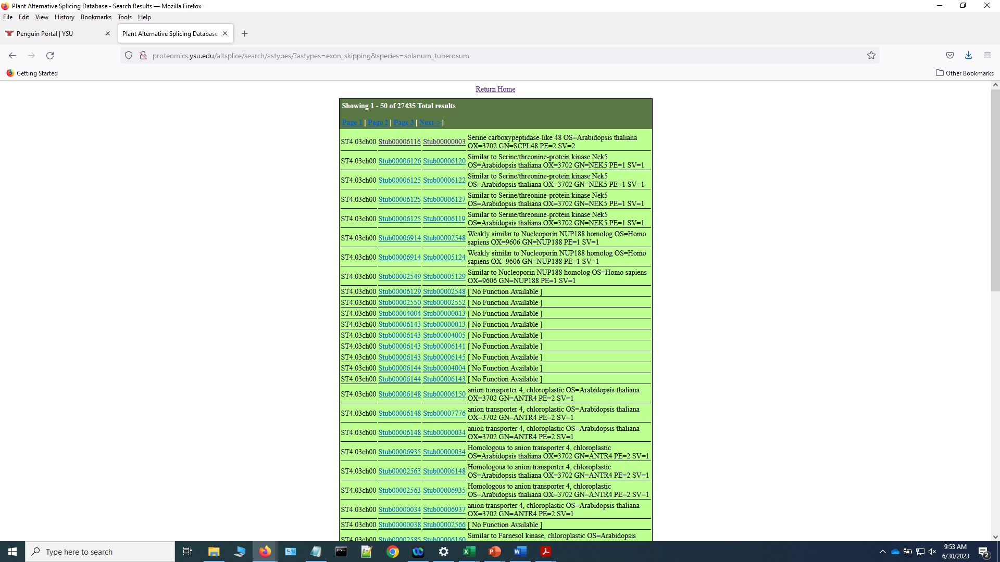 Plant Alternative Splicing Database - Search Results — Mozilla Firefox
File Edit View History Bookmarks Tools Help
Penguin Portal | YSU
Plant Alternative Splicing Database -
proteomics.ysu.edu/altsplice/search/astypes/?astypes=exon_skipping&species=solanum_tuberosum
Getting Started
Other Bookmarks
Return Home
Showing 1 - 50 of 27435 Total results
Page 1 | Page 2 | Page 3 | Next-> |
ST4.03ch00 Stub00006116 Stub00000003 Serine carboxypeptidase-like 48 OS=Arabidopsis thaliana
OX=3702 GN=SCPL48 PE=2 SV=2
ST4.03ch00 Stub00006126 Stub00006120 Similar to Serine/threonine-protein kinase Nek5
OS=Arabidopsis thaliana OX=3702 GN=NEK5 PE=1 SV=1
ST4.03ch00 Stub00006125 Stub00006122 Similar to Serine/threonine-protein kinase Nek5
OS=Arabidopsis thaliana OX=3702 GN=NEK5 PE=1 SV=1
ST4.03ch00 Stub00006125 Stub00006127 Similar to Serine/threonine-protein kinase Nek5
OS=Arabidopsis thaliana OX=3702 GN=NEK5 PE=1 SV=1
ST4.03ch00 Stub00006125 Stub00006119 Similar to Serine/threonine-protein kinase Nek5
OS=Arabidopsis thaliana OX=3702 GN=NEK5 PE=1 SV=1
ST4.03ch00 Stub00006914 Stub00002548 Weakly similar to Nucleoporin NUP188 homolog OS=Homo
sapiens OX=9606 GN=NUP188 PE=1 SV=1
ST4.03ch00 Stub00006914 Stub00005124 Weakly similar to Nucleoporin NUP188 homolog OS=Homo
sapiens OX=9606 GN=NUP188 PE=1 SV=1
ST4.03ch00 Stub00002549 Stub00005129 Similar to Nucleoporin NUP188 homolog OS=Homo sapiens
OX=9606 GN=NUP188 PE=1 SV=1
ST4.03ch00 Stub00006129 Stub00002548 [ No Function Available ]
ST4.03ch00 Stub00002550 Stub00002552 [ No Function Available ]
ST4.03ch00 Stub00004004 Stub00000013 [ No Function Available ]
ST4.03ch00 Stub00006143 Stub00000013 [ No Function Available ]
ST4.03ch00 Stub00006143 Stub00004005 [ No Function Available ]
ST4.03ch00 Stub00006143 Stub00006141 [ No Function Available ]
ST4.03ch00 Stub00006143 Stub00006145 [ No Function Available ]
ST4.03ch00 Stub00006144 Stub00004004 [ No Function Available ]
ST4.03ch00 Stub00006144 Stub00006143 [ No Function Available ]
ST4.03ch00 Stub00006148 Stub00006150 anion transporter 4, chloroplastic OS=Arabidopsis thaliana
OX=3702 GN=ANTR4 PE=2 SV=1
ST4.03ch00 Stub00006148 Stub00007776 anion transporter 4, chloroplastic OS=Arabidopsis thaliana
OX=3702 GN=ANTR4 PE=2 SV=1
ST4.03ch00 Stub00006148 Stub00000034 anion transporter 4, chloroplastic OS=Arabidopsis thaliana
OX=3702 GN=ANTR4 PE=2 SV=1
ST4.03ch00 Stub00006935 Stub00000034 Homologous to anion transporter 4, chloroplastic
OS=Arabidopsis thaliana OX=3702 GN=ANTR4 PE=2 SV=1
ST4.03ch00 Stub00002563 Stub00006148 Homologous to anion transporter 4, chloroplastic
OS=Arabidopsis thaliana OX=3702 GN=ANTR4 PE=2 SV=1
ST4.03ch00 Stub00002563 Stub00006935 Homologous to anion transporter 4, chloroplastic
OS=Arabidopsis thaliana OX=3702 GN=ANTR4 PE=2 SV=1
ST4.03ch00 Stub00000034 Stub00006937 anion transporter 4, chloroplastic OS=Arabidopsis thaliana
OX=3702 GN=ANTR4 PE=2 SV=1
ST4.03ch00 Stub00000038 Stub00002566 [ No Function Available ]
ST4.03ch00 Stub00002585 Stub00006160 Similar to Farnesol kinase, chloroplastic OS=Arabidopsis
Type here to search
9:53 AM
6/30/2023
2